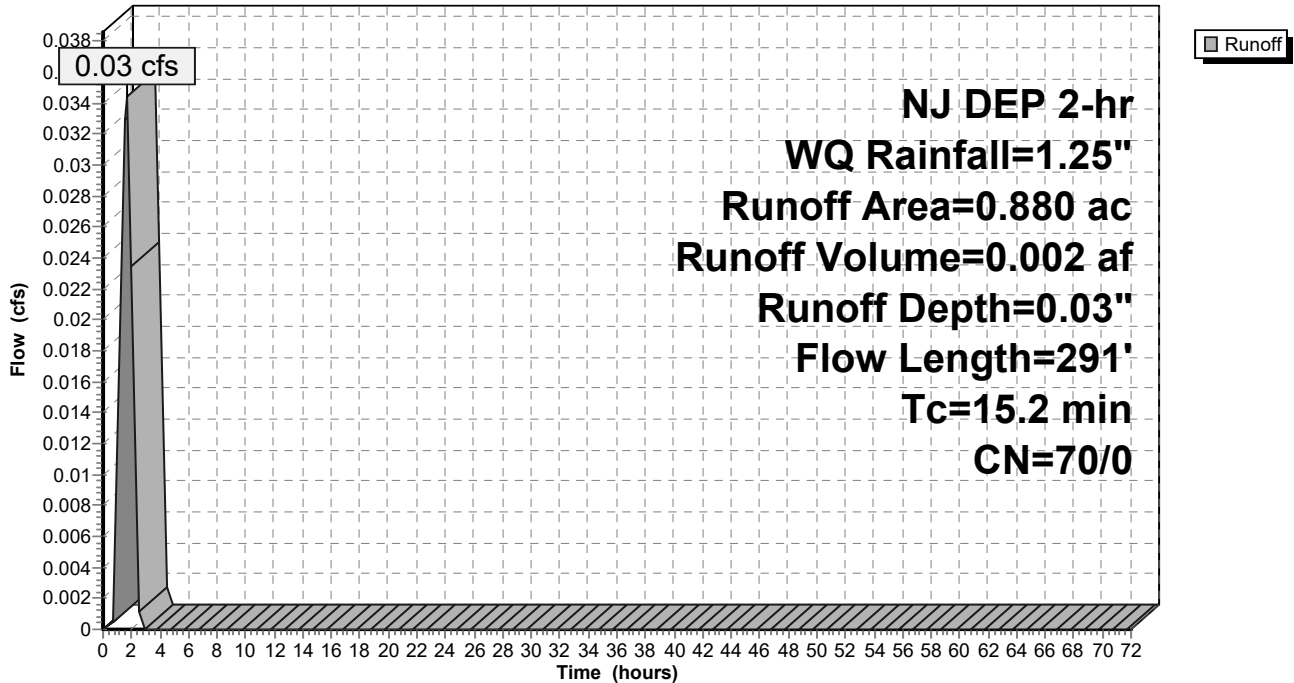 0.038
0.03 cfs
0.034
0.032
0.03
0.028
0.026
0.024
0.022
0.02
0.018
0.016
0.014
0.012
0.01
0.008
0.006
0.004
0.002
0
Flow (cfs)
0 2 4 6 8 10 12 14 16 18 20 22 24 26 28 30 32 34 36 38 40 42 44 46 48 50 52 54 56 58 60 62 64 66 68 70 72
Time (hours)
NJ DEP 2-hr
WQ Rainfall=1.25"
Runoff Area=0.880 ac
Runoff Volume=0.002 af
Runoff Depth=0.03"
Flow Length=291'
Tc=15.2 min
CN=70/0
Runoff